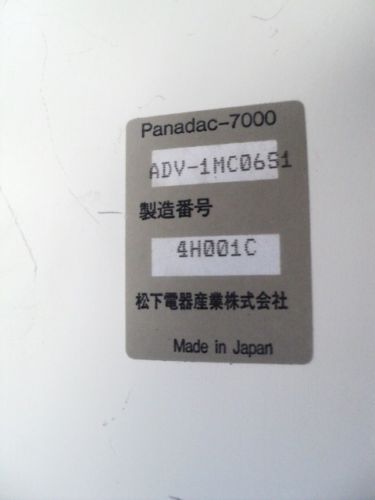 Panadac-7000
ADV-1MC06S1
製造番号
4H001C
松下電器産業株式会社
Made in Japan